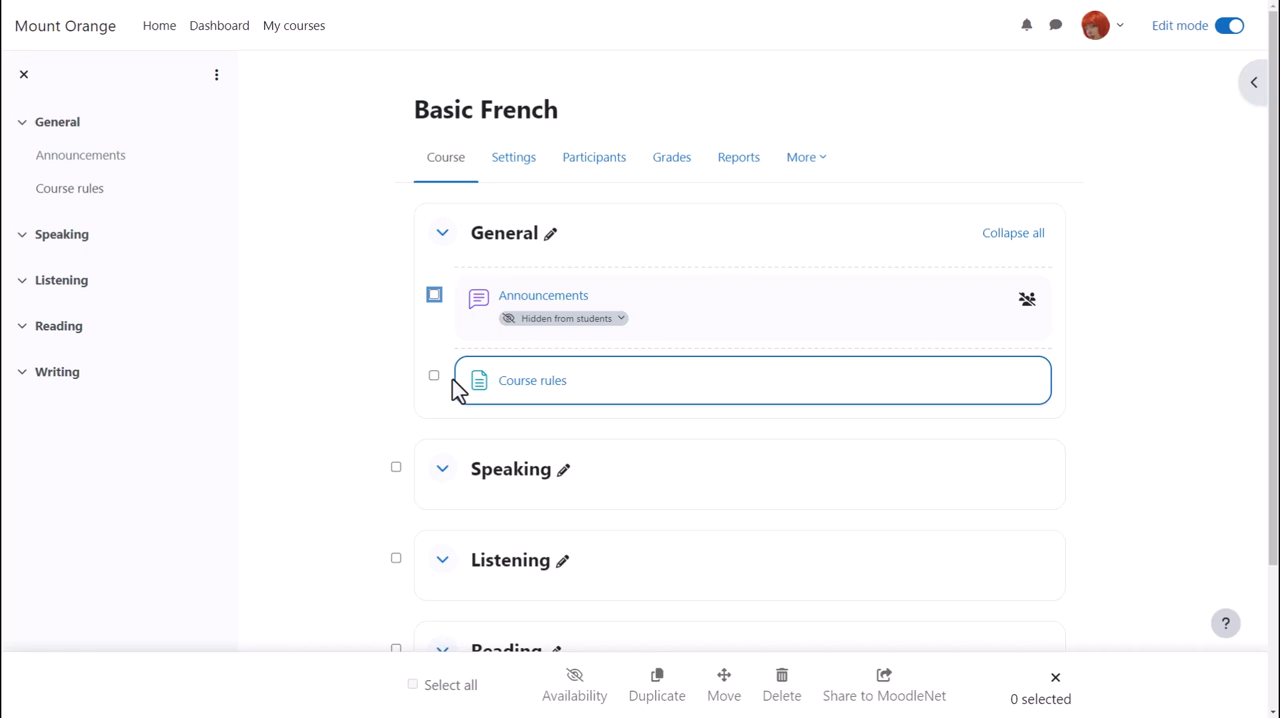 Mount Orange
Home
Dashboard
My courses
Edit mode
General
Announcements
Course rules
Speaking
Listening
Reading
Writing
Basic French
Course
Settings
Participants
Grades
Reports
More
General
Collapse all
Announcements
Hidden from students
Course rules
Speaking
Listening
Reading
?
Select all
Availability
Duplicate
Move
Delete
Share to MoodleNet
0 selected